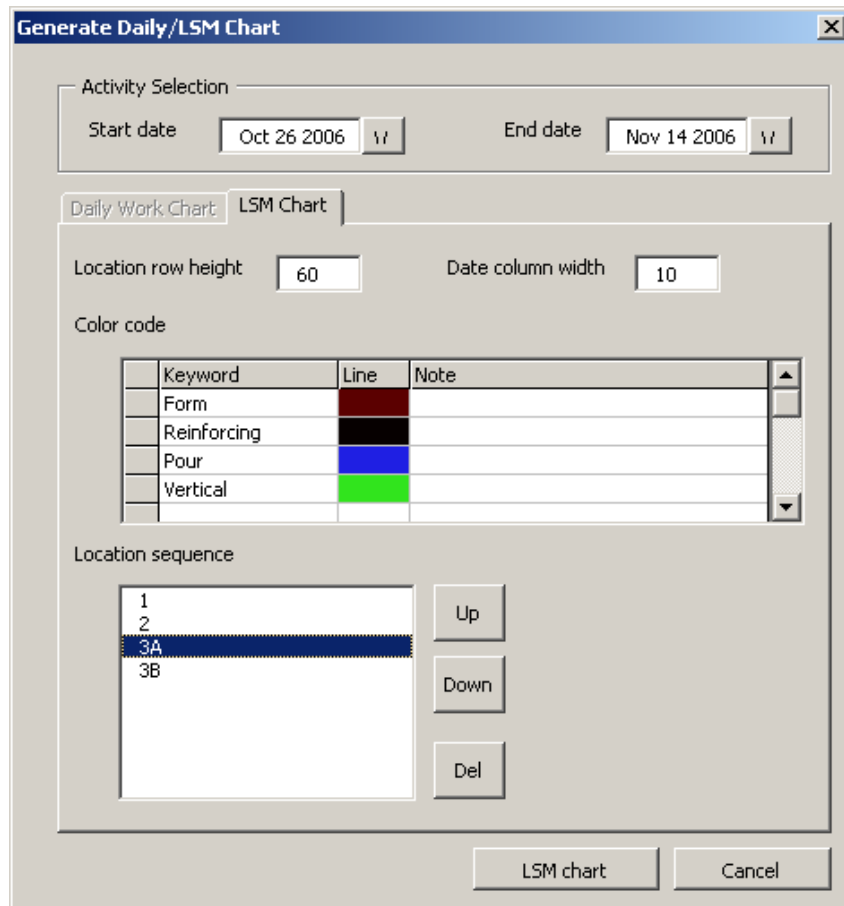 Generate Daily/LSM Chart
Activity Selection
Start date Oct 26 2006 \/ End date Nov 14 2006 \/
Daily Work Chart LSM Chart
Location row height 60 Date column width 10
Color code
Keyword Line Note
Form
Reinforcing
Pour
Vertical
Location sequence
1
2
3A
3B
Up
Down
Del
LSM chart Cancel